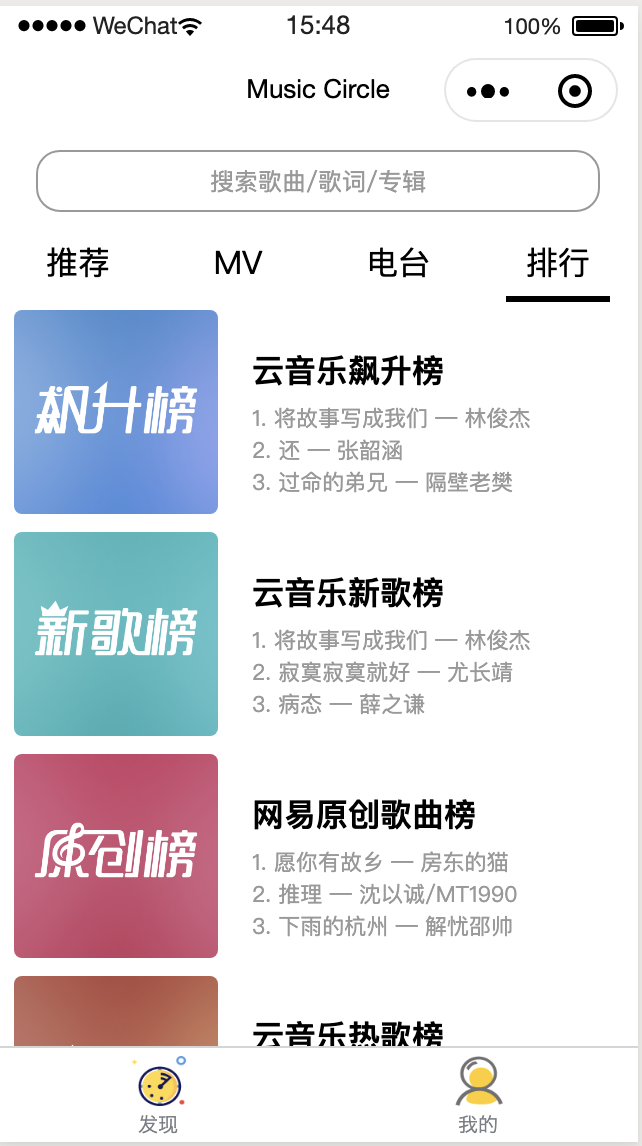 ●●●●● WeChat 15:48 100%
Music Circle
搜索歌曲/歌词/专辑
推荐 MV 电台 排行
飙升榜
云音乐飙升榜
1. 将故事写成我们 — 林俊杰
2. 还 — 张韶涵
3. 过命的弟兄 — 隔壁老樊
新歌榜
云音乐新歌榜
1. 将故事写成我们 — 林俊杰
2. 寂寞寂寞就好 — 尤长靖
3. 病态 — 薛之谦
原创榜
网易原创歌曲榜
1. 愿你有故乡 — 房东的猫
2. 推理 — 沈以诚/MT1990
3. 下雨的杭州 — 解忧邵帅
云音乐热歌榜
发现 我的